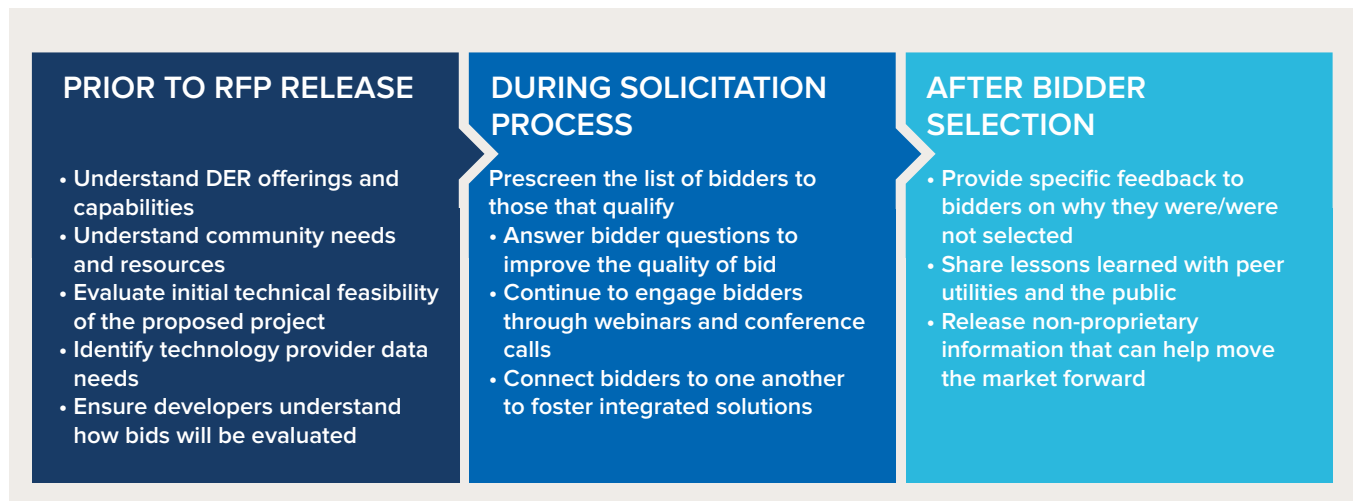 PRIOR TO RFP RELEASE
• Understand DER offerings and
capabilities
• Understand community needs
and resources
• Evaluate initial technical feasibility
of the proposed project
• Identify technology provider data
needs
• Ensure developers understand
how bids will be evaluated
DURING SOLICITATION
PROCESS
Prescreen the list of bidders to
those that qualify
• Answer bidder questions to
improve the quality of bid
• Continue to engage bidders
through webinars and conference
calls
• Connect bidders to one another
to foster integrated solutions
AFTER BIDDER
SELECTION
• Provide specific feedback to
bidders on why they were/were
not selected
• Share lessons learned with peer
utilities and the public
• Release non-proprietary
information that can help move
the market forward